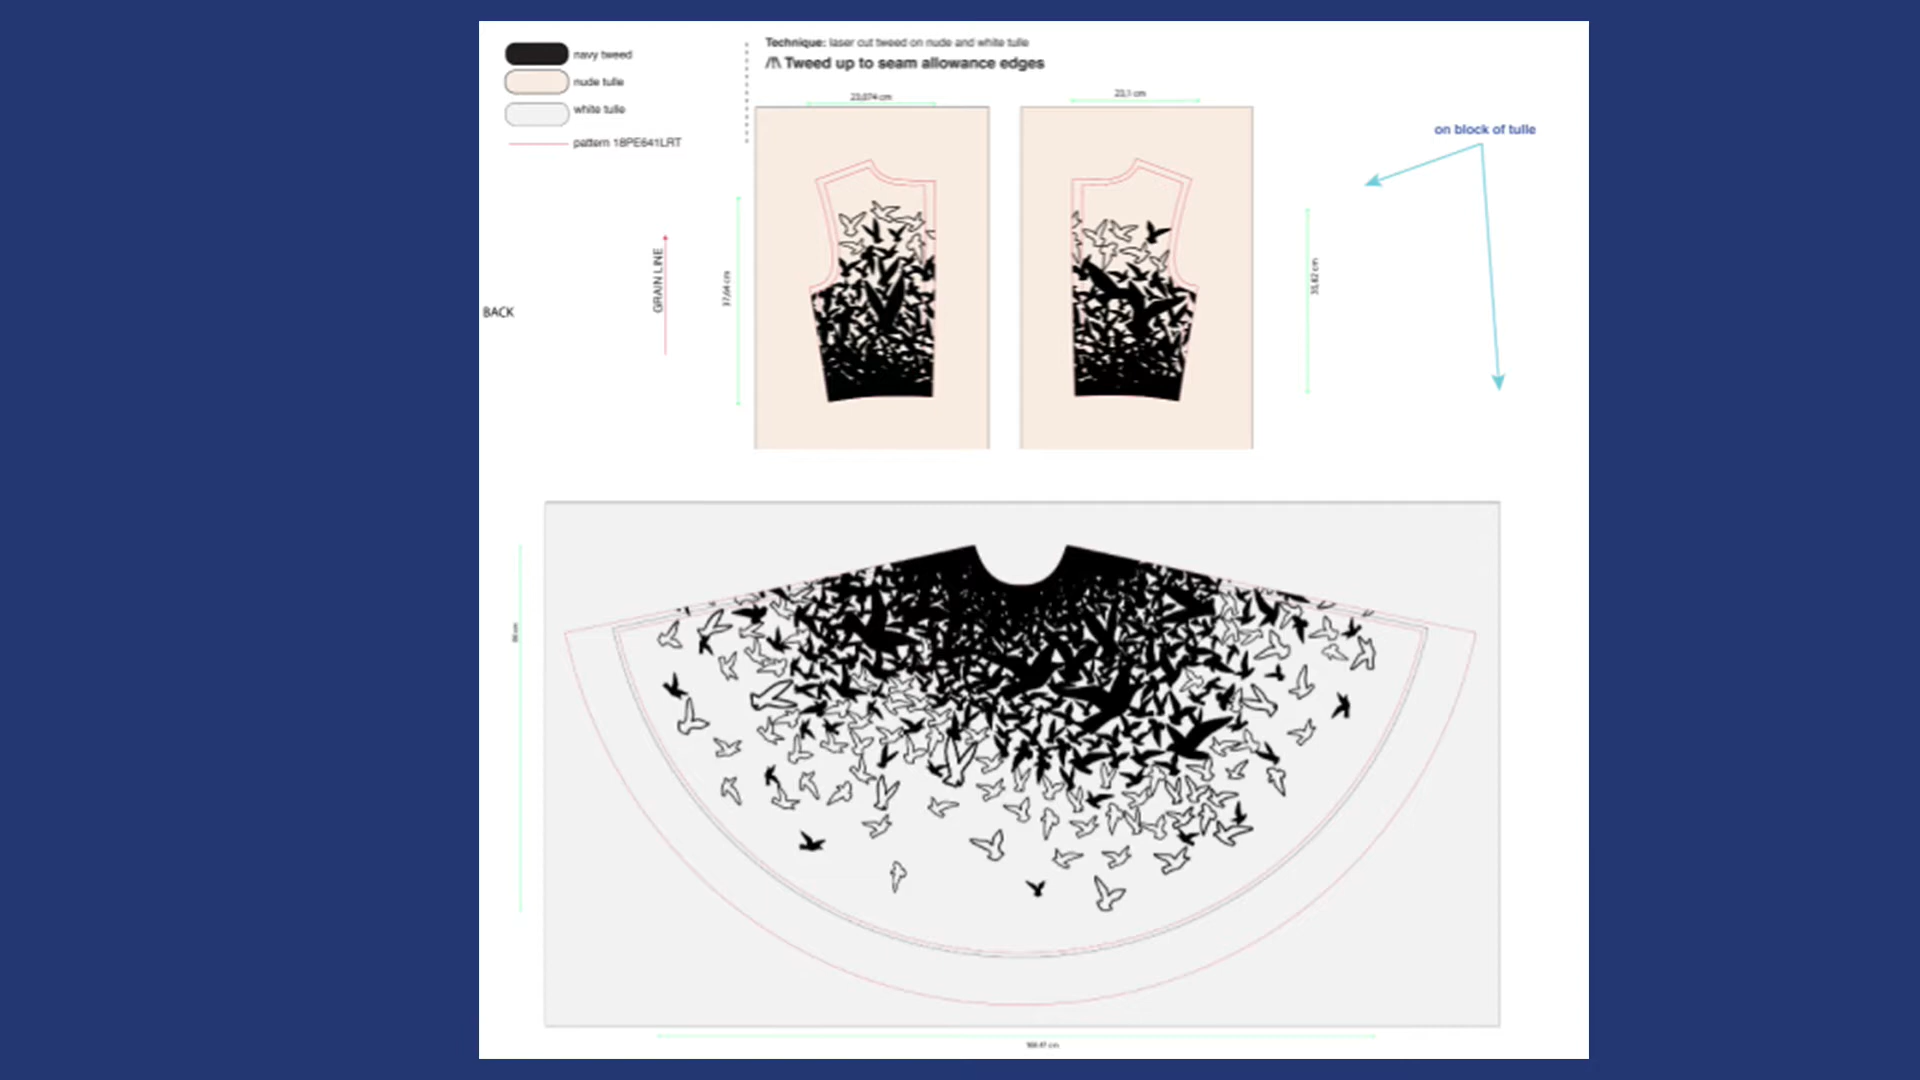 navy tweed
nude tulle
white tulle
pattern 18PE641LRT
Technique: laser cut tweed on nude and white tulle
/!\ Tweed up to seam allowance edges
23,074 cm
23,1 cm
on block of tulle
GRAIN LINE
37,64 cm
35,82 cm
BACK